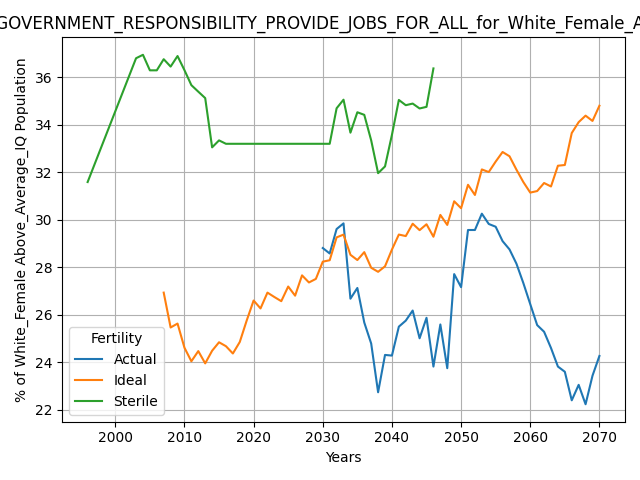 GOVERNMENT_RESPONSIBILITY_PROVIDE_JOBS_FOR_ALL_for_White_Female_A
% of White_Female Above_Average_IQ Population
36
34
32
30
28
26
24
22
Fertility
Actual
Ideal
Sterile
2000 2010 2020 2030 2040 2050 2060 2070
Years